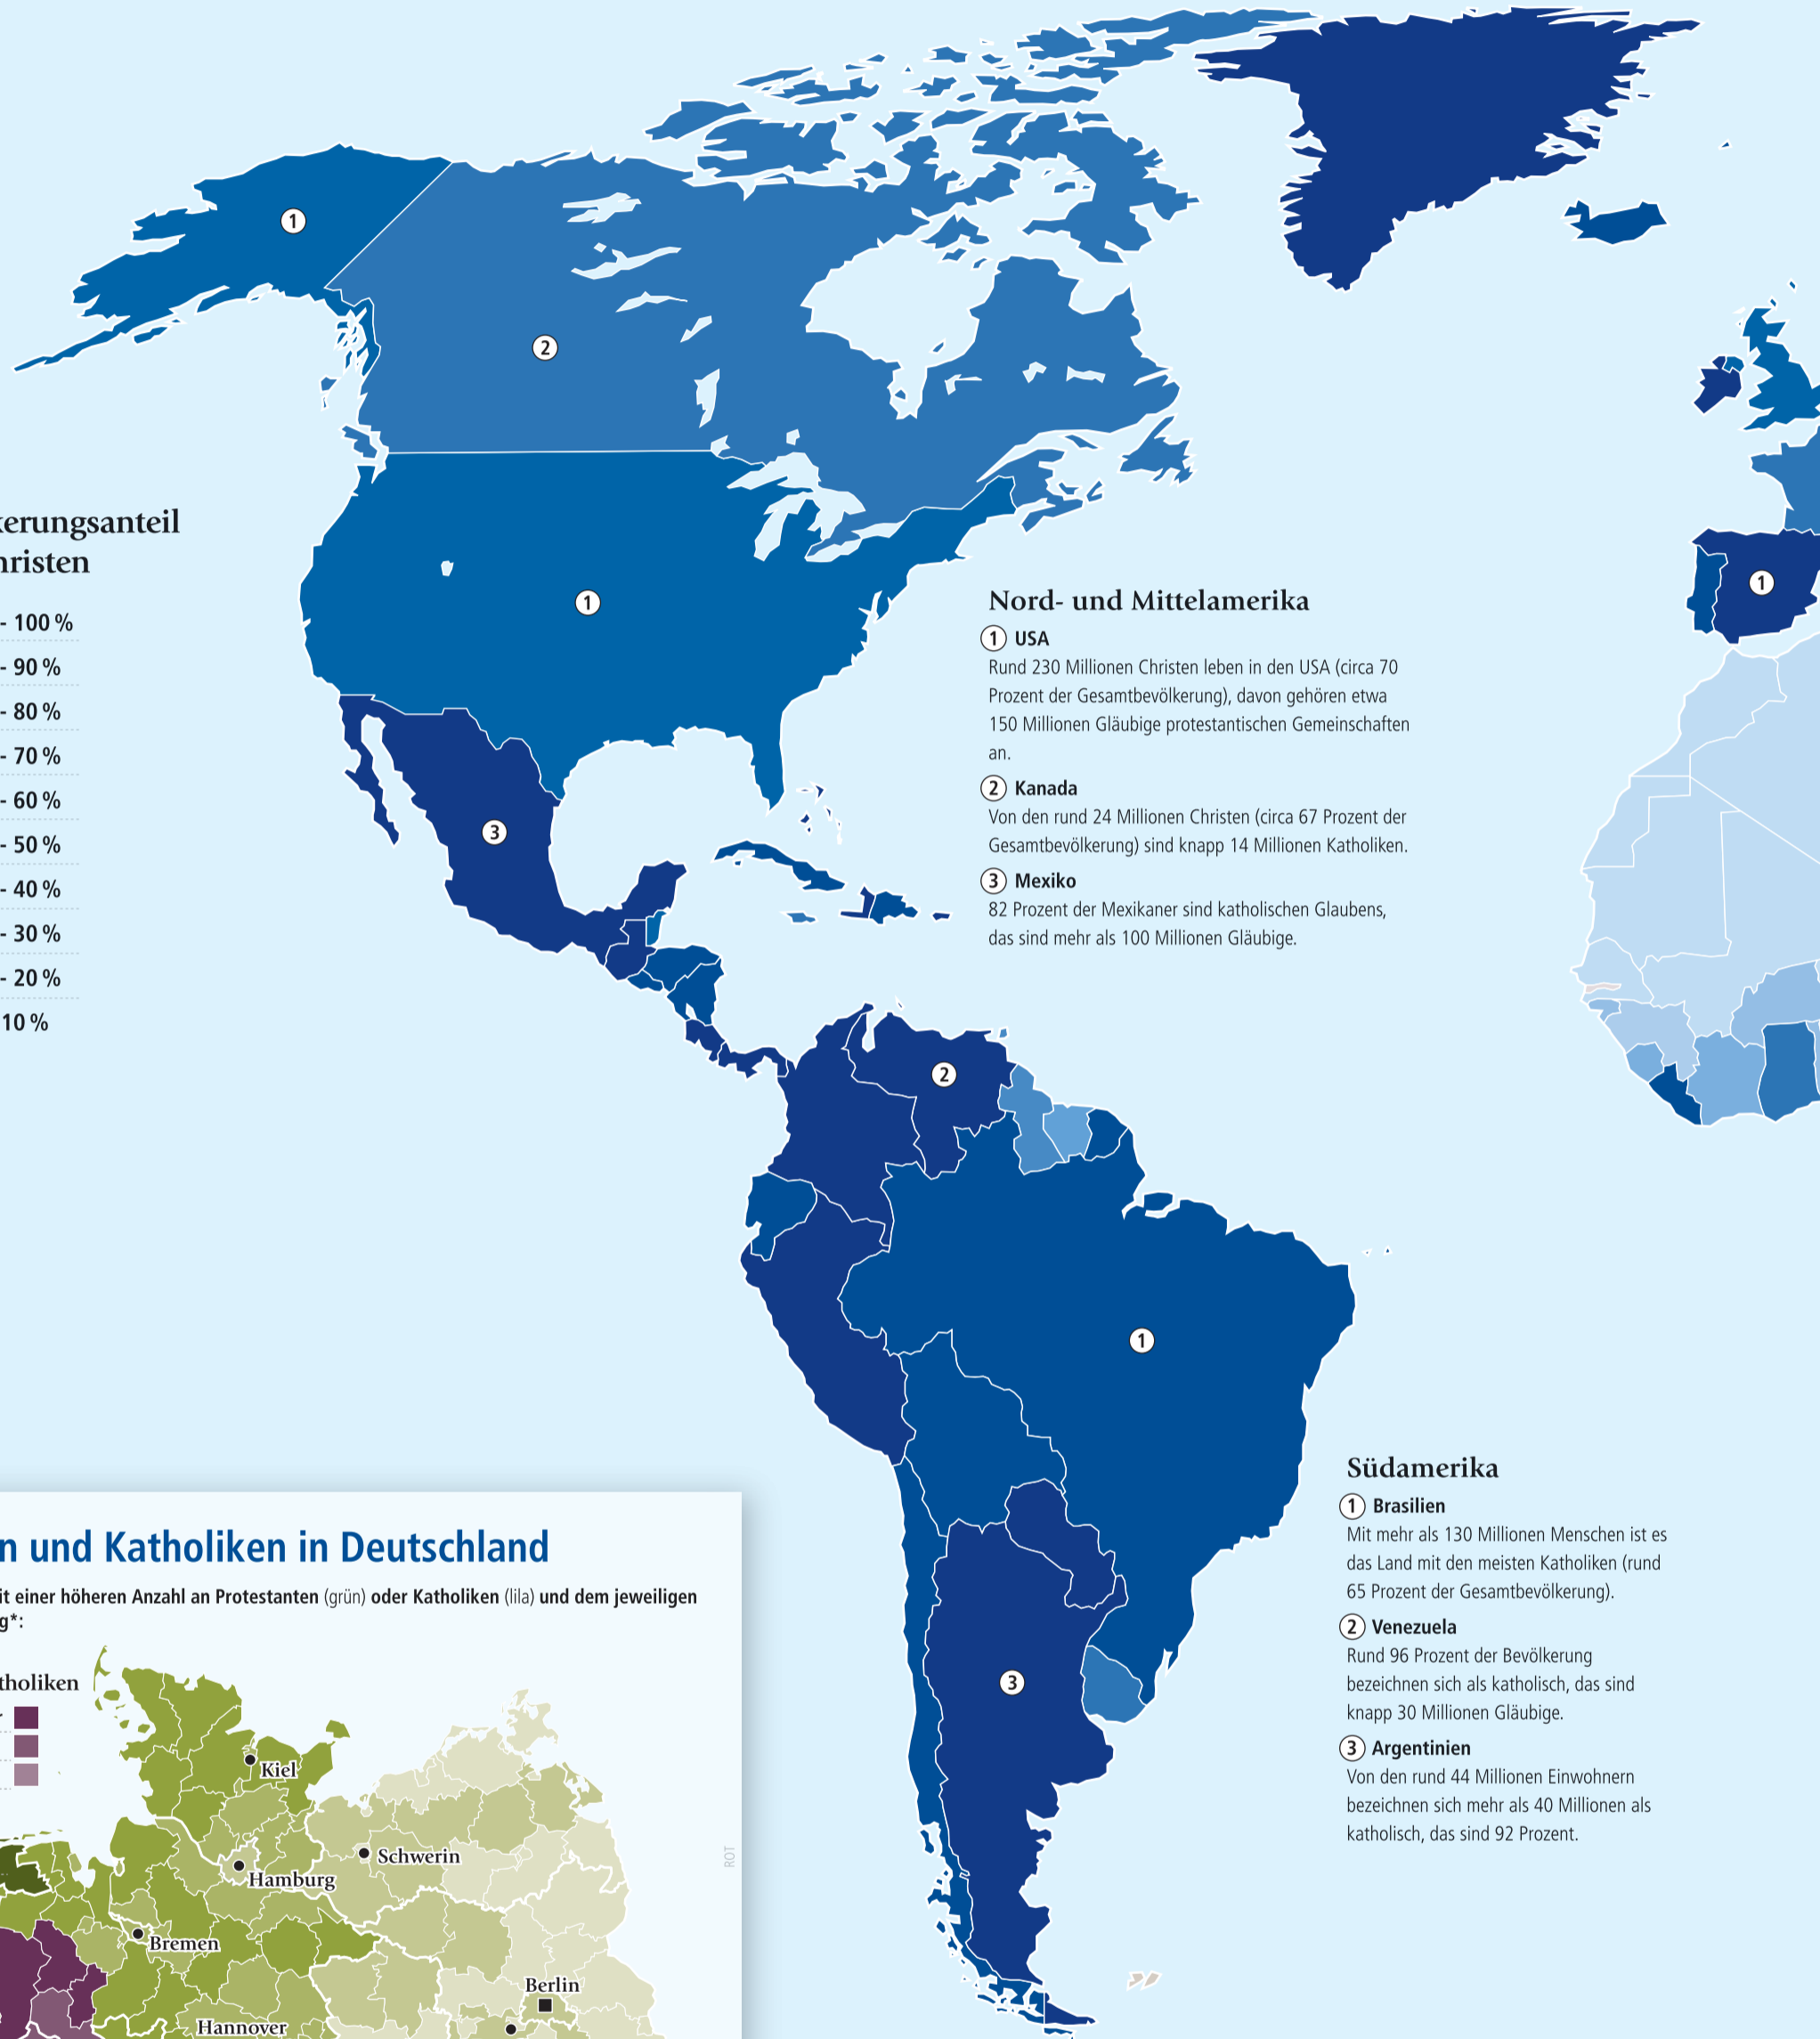 kerungsanteil
hristen
- 100 %
- 90 %
- 80 %
- 70 %
- 60 %
- 50 %
- 40 %
- 30 %
- 20 %
10 %
1
2
1
3
Nord- und Mittelamerika
1 USA
Rund 230 Millionen Christen leben in den USA (circa 70
Prozent der Gesamtbevölkerung), davon gehören etwa
150 Millionen Gläubige protestantischen Gemeinschaften
an.
2 Kanada
Von den rund 24 Millionen Christen (circa 67 Prozent der
Gesamtbevölkerung) sind knapp 14 Millionen Katholiken.
3 Mexiko
82 Prozent der Mexikaner sind katholischen Glaubens,
das sind mehr als 100 Millionen Gläubige.
1
2
1
3
Südamerika
1 Brasilien
Mit mehr als 130 Millionen Menschen ist es
das Land mit den meisten Katholiken (rund
65 Prozent der Gesamtbevölkerung).
2 Venezuela
Rund 96 Prozent der Bevölkerung
bezeichnen sich als katholisch, das sind
knapp 30 Millionen Gläubige.
3 Argentinien
Von den rund 44 Millionen Einwohnern
bezeichnen sich mehr als 40 Millionen als
katholisch, das sind 92 Prozent.
n und Katholiken in Deutschland
it einer höheren Anzahl an Protestanten (grün) oder Katholiken (lila) und dem jeweiligen
g*:
tholiken
Kiel
Schwerin
Hamburg
Bremen
Berlin
Hannover
ROT